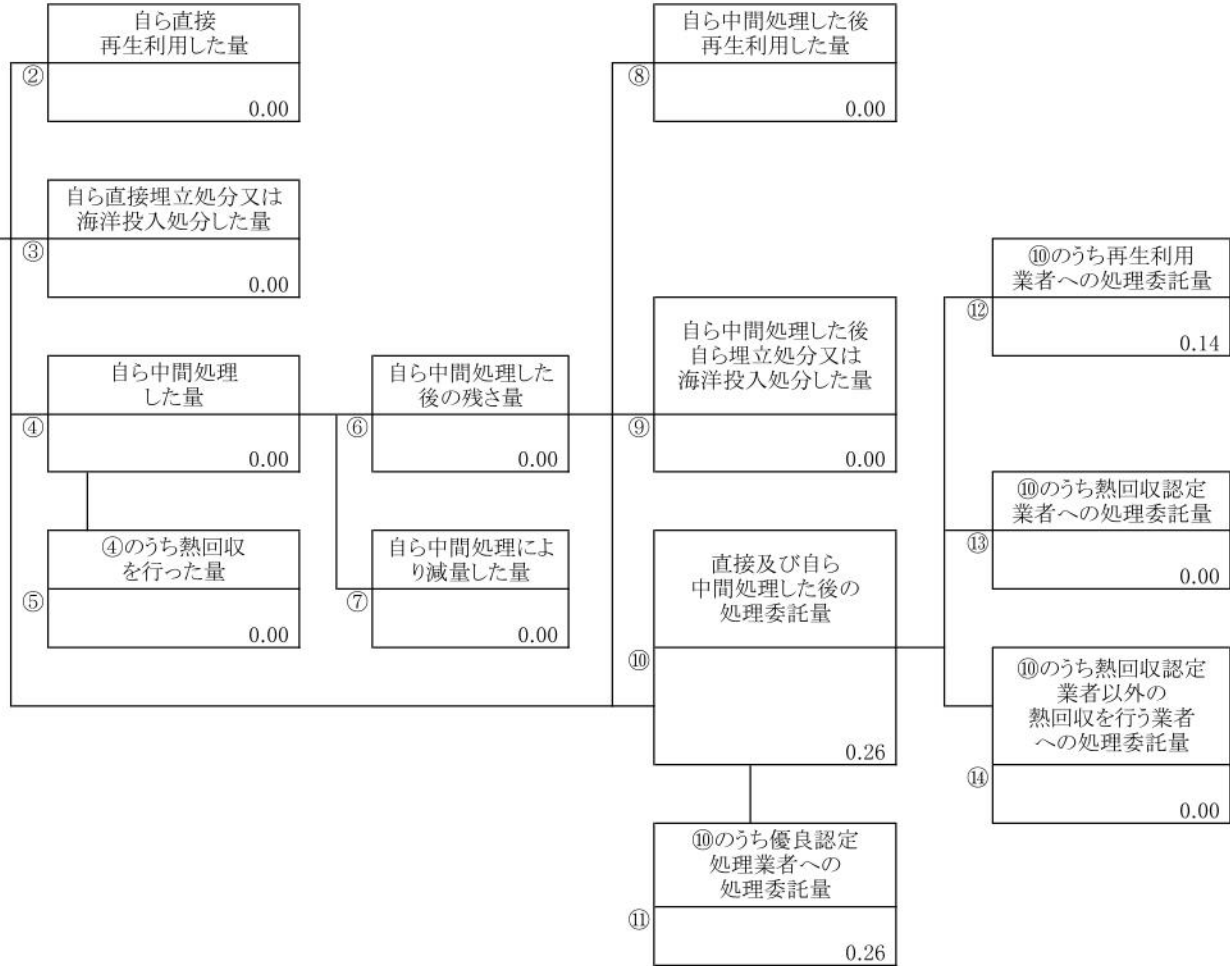 自ら直接
再生利用した量
②
0.00
自ら直接埋立処分又は
海洋投入処分した量
③
0.00
自ら中間処理
した量
④
0.00
④のうち熱回収
を行った量
⑤
0.00
自ら中間処理した
後の残さ量
⑥
0.00
自ら中間処理によ
り減量した量
⑦
0.00
自ら中間処理した後
再生利用した量
⑧
0.00
自ら中間処理した後
自ら埋立処分又は
海洋投入処分した量
⑨
0.00
直接及び自ら
中間処理した後の
処理委託量
⑩
0.26
⑩のうち優良認定
処理業者への
処理委託量
⑪
0.26
⑩のうち再生利用
業者への処理委託量
⑫
0.14
⑩のうち熱回収認定
業者への処理委託量
⑬
0.00
⑩のうち熱回収認定
業者以外の
熱回収を行う業者
への処理委託量
⑭
0.00